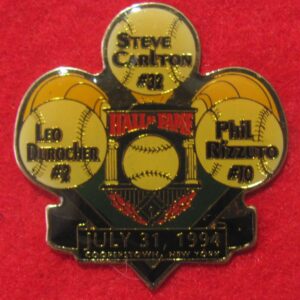 STEVE
CARLTON
#32
LEO
DUROCHER
#2
HALL OF FAME
PHIL
RIZZUTO
#10
JULY 31, 1994
COOPERSTOWN, NEW YORK